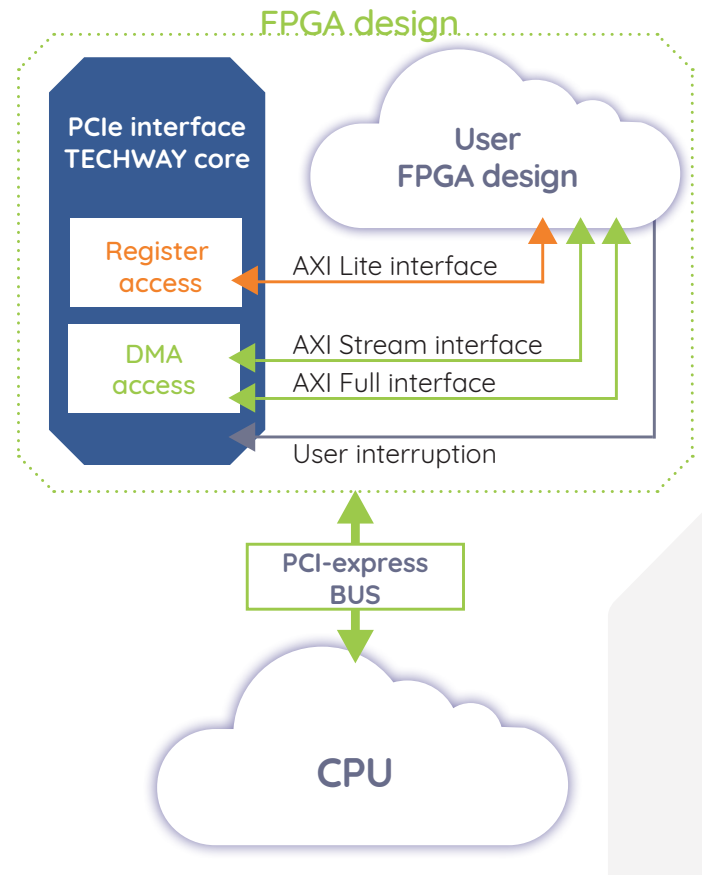 FPGA design
PCIe interface
TECHWAY core
User
FPGA design
Register
access
AXI Lite interface
DMA
access
AXI Stream interface
AXI Full interface
User interruption
PCI-express
BUS
CPU